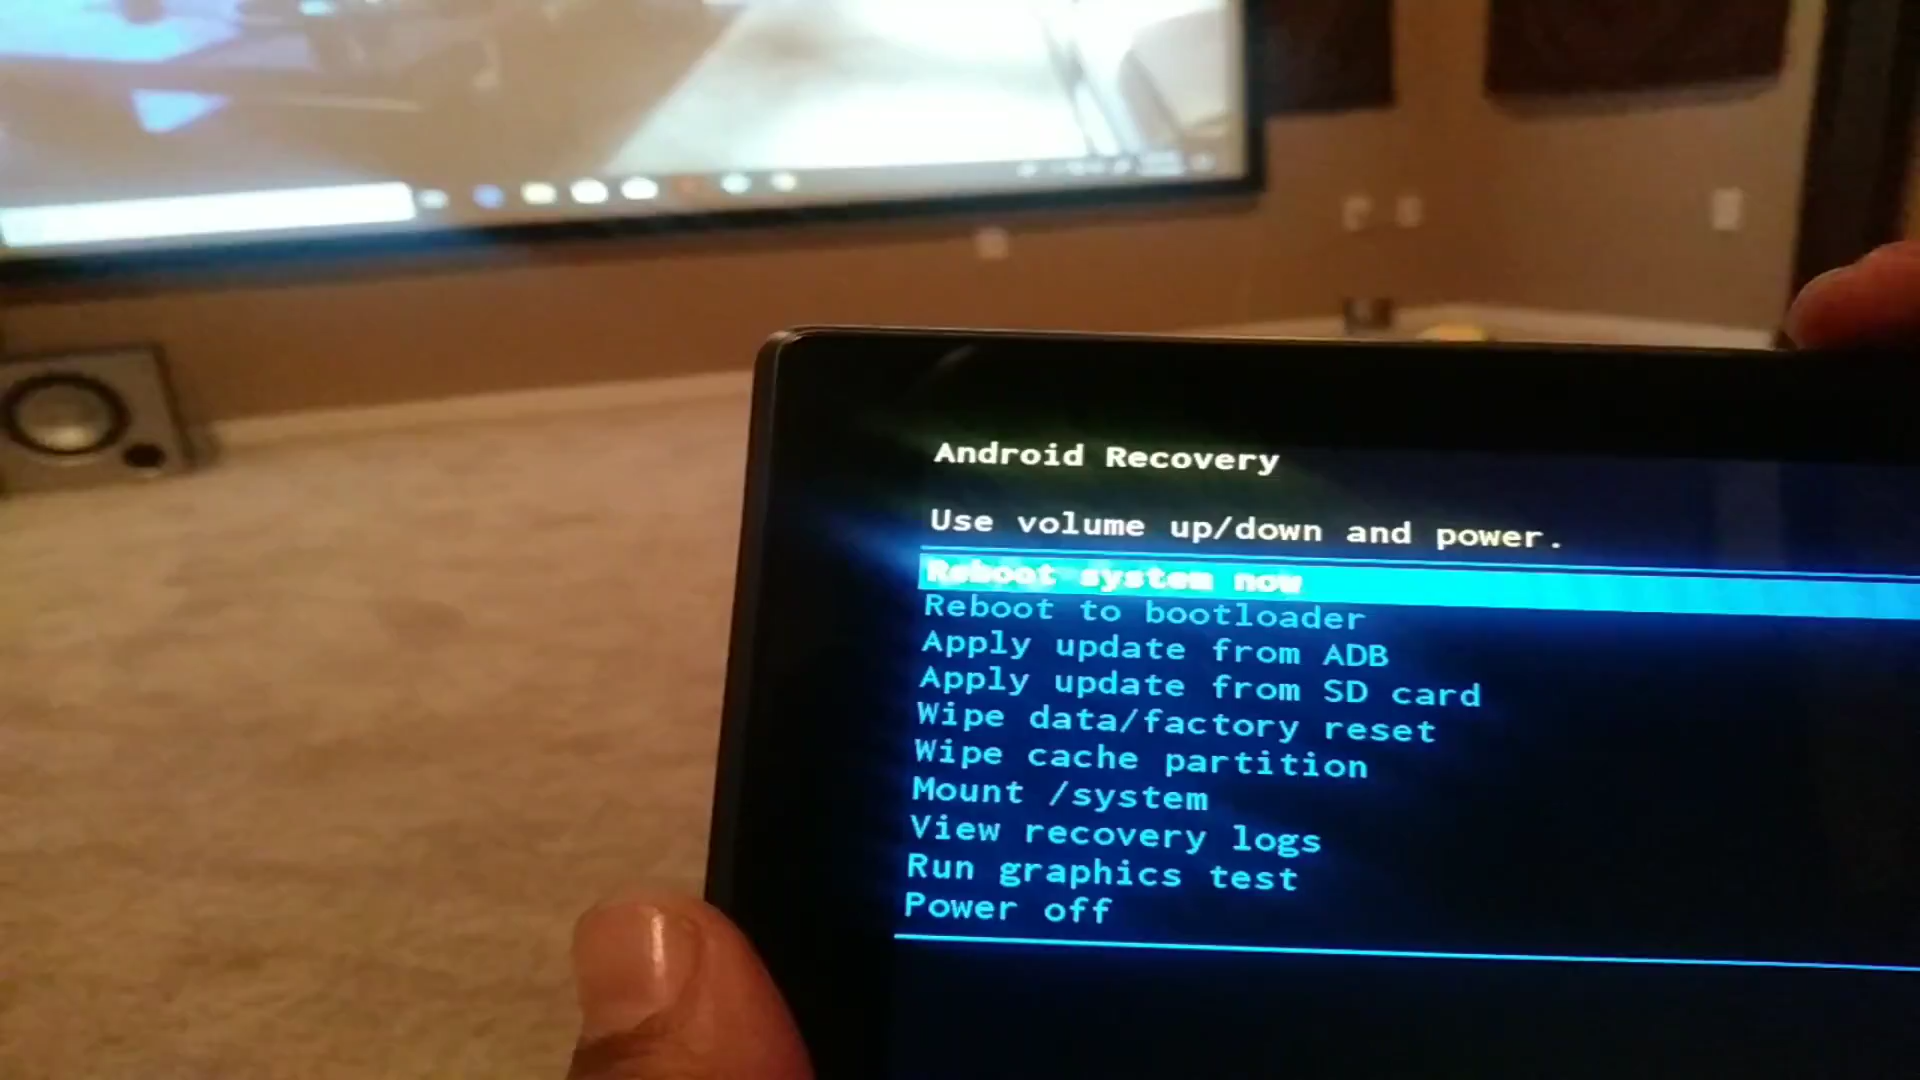 Android Recovery
Use volume up/down and power.
Reboot system now
Reboot to bootloader
Apply update from ADB
Apply update from SD card
Wipe data/factory reset
Wipe cache partition
Mount /system
View recovery logs
Run graphics test
Power off